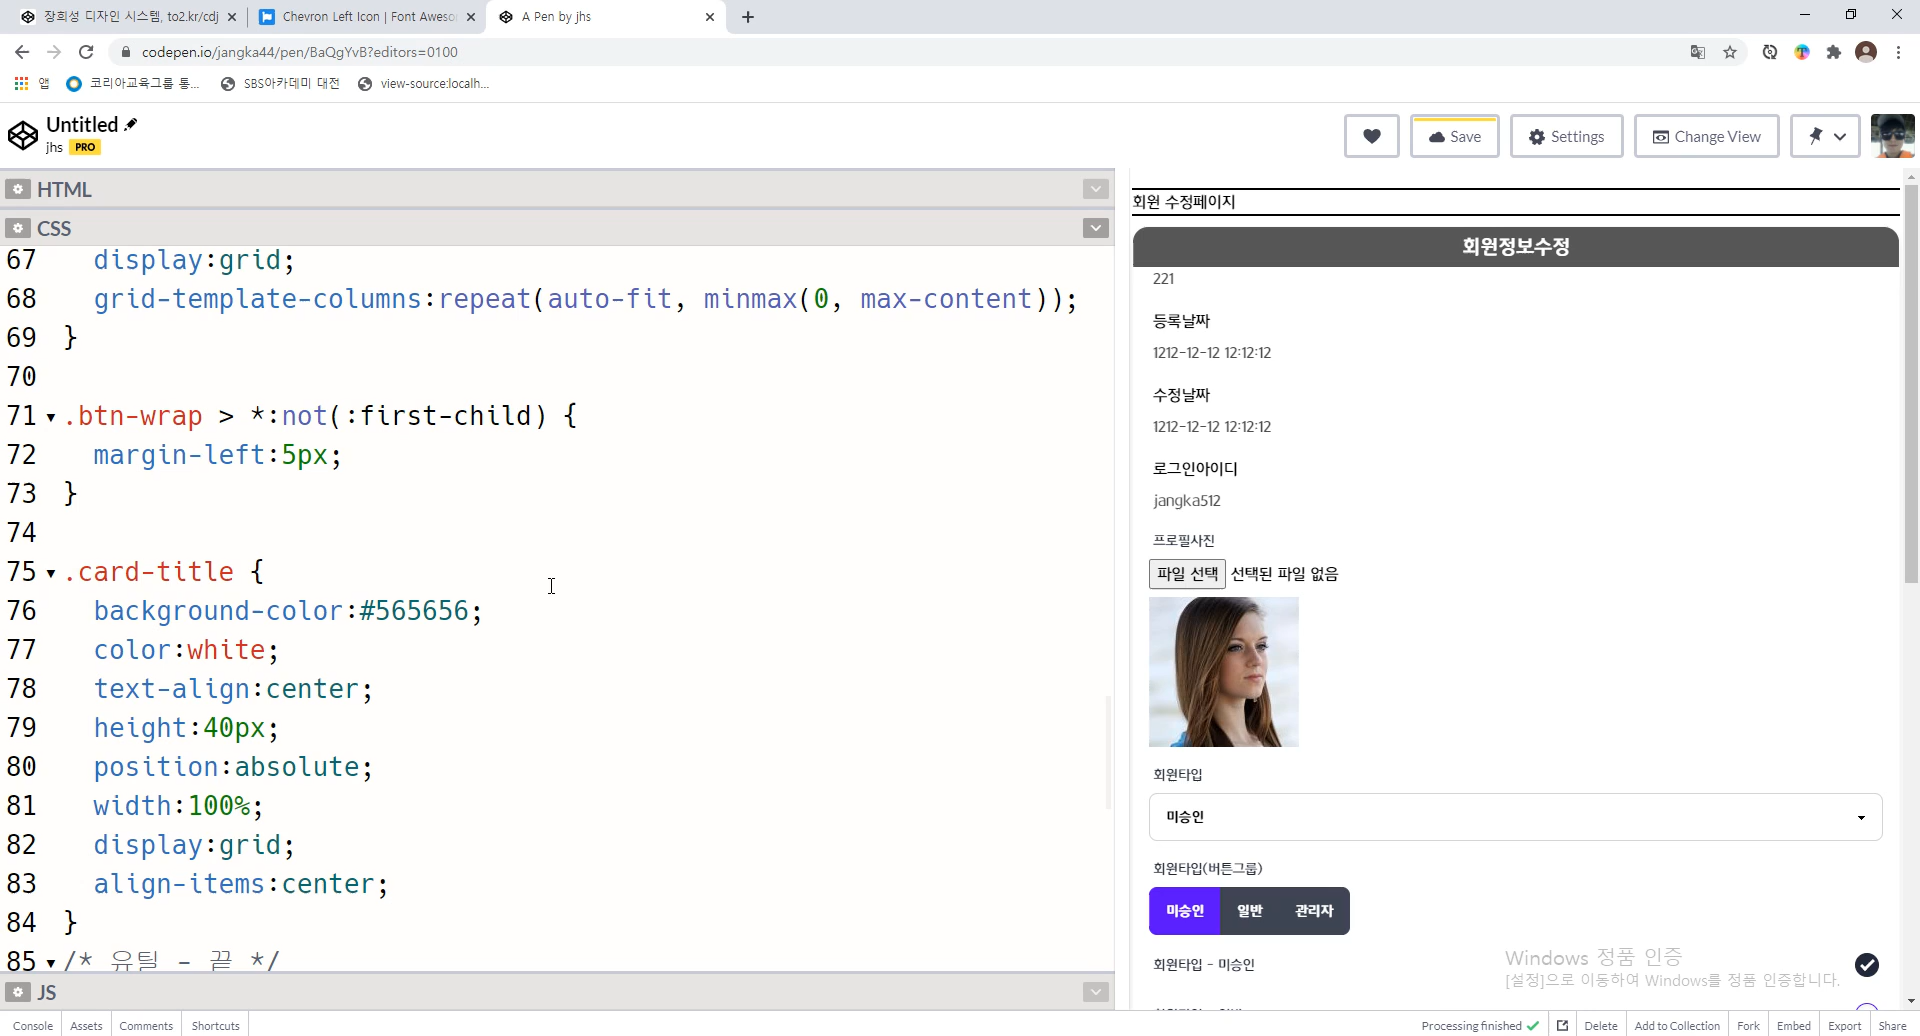 장희성 디자인 시스템, to2.kr/cdj
Chevron Left Icon | Font Aweso
A Pen by jhs
codepen.io/jangka44/pen/BaQgYvB?editors=0100
앱
코리아교육그룹 통...
SBS아카데미 대전
view-source:localh...
Untitled
jhs PRO
Save
Settings
Change View
HTML
CSS
67 display:grid;
68 grid-template-columns:repeat(auto-fit, minmax(0, max-content));
69 }
70
71 .btn-wrap > *:not(:first-child) {
72 margin-left:5px;
73 }
74
75 .card-title {
76 background-color:#565656;
77 color:white;
78 text-align:center;
79 height:40px;
80 position:absolute;
81 width:100%;
82 display:grid;
83 align-items:center;
84 }
85 /* 유틸 - 끝 */
JS
회원 수정페이지
회원정보수정
221
등록날짜
1212-12-12 12:12:12
수정날짜
1212-12-12 12:12:12
로그인아이디
jangka512
프로필사진
파일 선택 선택된 파일 없음
회원타입
미승인
회원타입(버튼그룹)
미승인 일반 관리자
회원타입 - 미승인
Windows 정품 인증
[설정]으로 이동하여 Windows를 정품 인증합니다.
Console
Assets
Comments
Shortcuts
Processing finished
Delete
Add to Collection
Fork
Embed
Export
Share